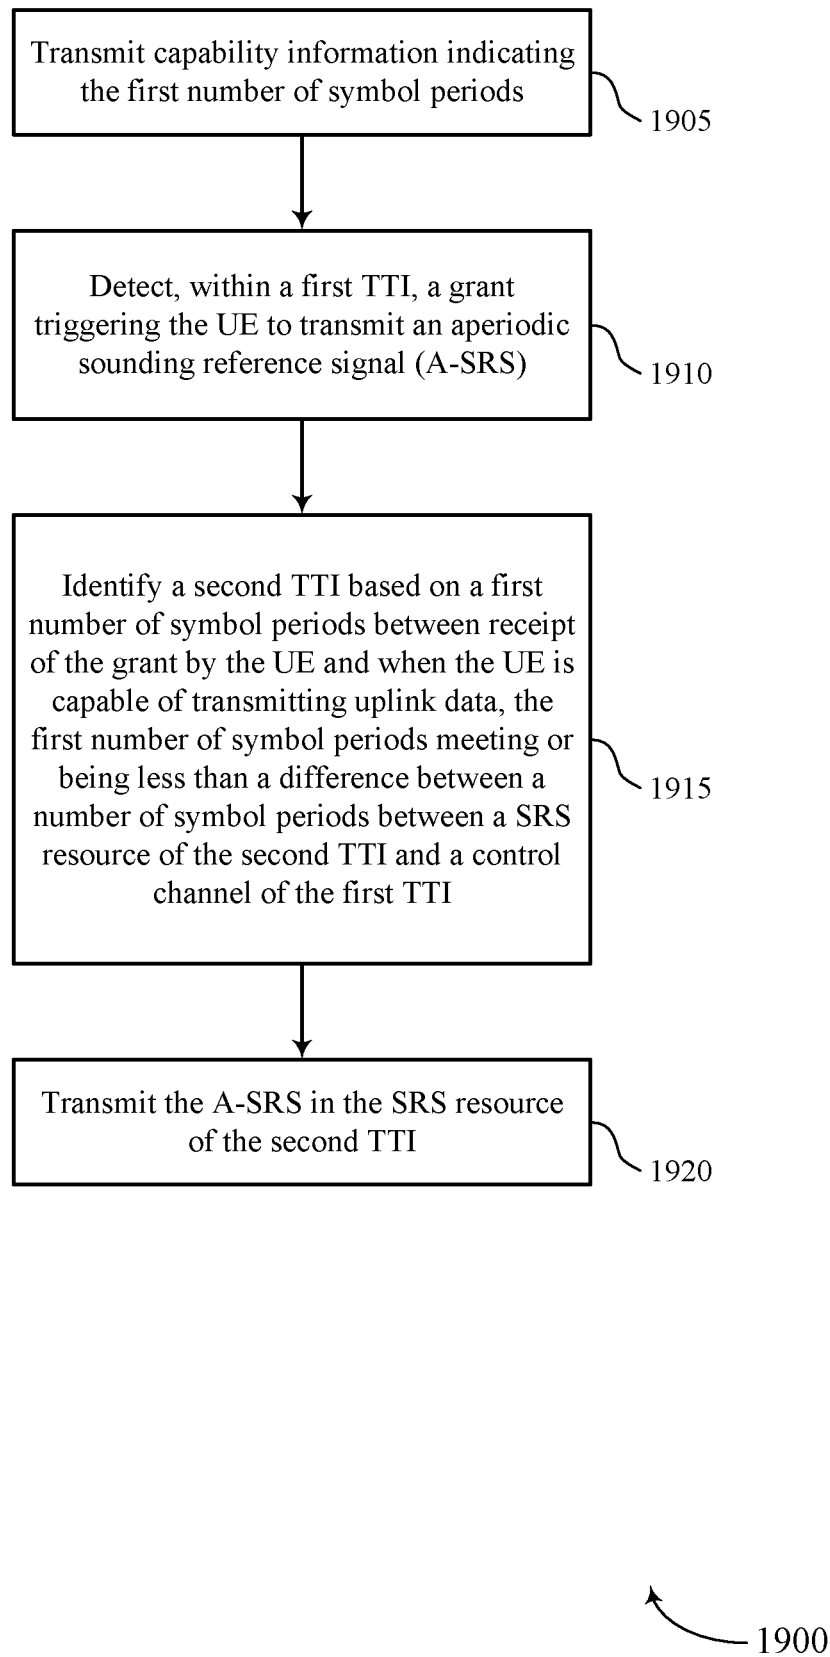 Transmit capability information indicating
the first number of symbol periods
1905
Detect, within a first TTI, a grant
triggering the UE to transmit an aperiodic
sounding reference signal (A-SRS)
1910
Identify a second TTI based on a first
number of symbol periods between receipt
of the grant by the UE and when the UE is
capable of transmitting uplink data, the
first number of symbol periods meeting or
being less than a difference between a
number of symbol periods between a SRS
resource of the second TTI and a control
channel of the first TTI
1915
Transmit the A-SRS in the SRS resource
of the second TTI
1920
1900